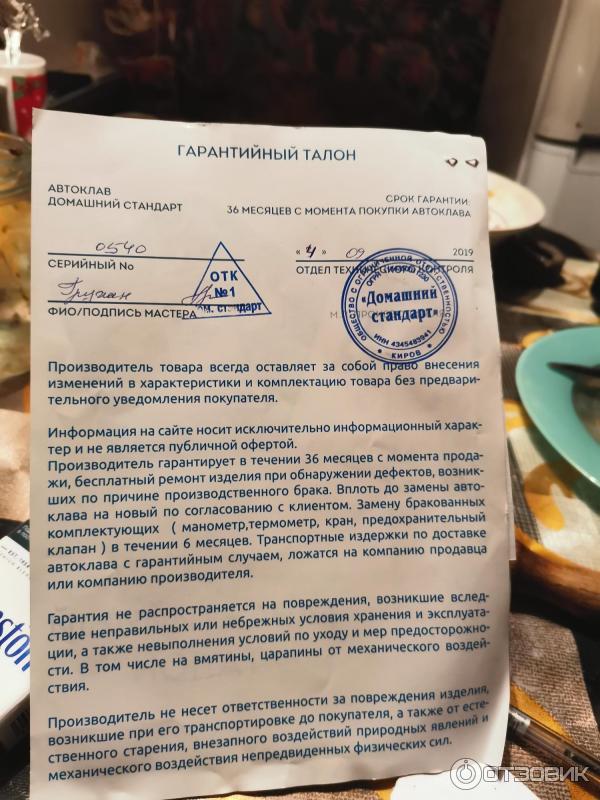 ГАРАНТИЙНЫЙ ТАЛОН
АВТОКЛАВ
ДОМАШНИЙ СТАНДАРТ
СРОК ГАРАНТИИ:
36 МЕСЯЦЕВ С МОМЕНТА ПОКУПКИ АВТОКЛАВА
0540
« 4 » 09 2019
СЕРИЙНЫЙ No
ОТДЕЛ ТЕХНИЧЕСКОГО КОНТРОЛЯ
ОТК
№1
Дом. стандарт
ФИО/ПОДПИСЬ МАСТЕРА
ОБЩЕСТВО С ОГРАНИЧЕННОЙ ОТВЕТСТВЕННОСТЬЮ
«Домашний
стандарт»
ИНН 4345483941
КИРОВ
Производитель товара всегда оставляет за собой право внесения
изменений в характеристики и комплектацию товара без предвари-
тельного уведомления покупателя.
Информация на сайте носит исключительно информационный харак-
тер и не является публичной офертой.
Производитель гарантирует в течении 36 месяцев с момента прода-
жи, бесплатный ремонт изделия при обнаружении дефектов, возник-
ших по причине производственного брака. Вплоть до замены авто-
клава на новый по согласованию с клиентом. Замену бракованных
комплектующих ( манометр,термометр, кран, предохранительный
клапан ) в течении 6 месяцев. Транспортные издержки по доставке
автоклава с гарантийным случаем, ложатся на компанию продавца
или компанию производителя.
Гарантия не распространяется на повреждения, возникшие вслед-
ствие неправильных или небрежных условия хранения и эксплуата-
ции, а также невыполнения условий по уходу и мер предосторожно-
сти. В том числе на вмятины, царапины от механического воздей-
ствия.
Производитель не несет ответственности за повреждения изделия,
возникшие при его транспортировке до покупателя, а также от есте-
ственного старения, внезапного воздействий природных явлений и
механического воздействия непредвиденных физических сил.
ОТЗОВИК